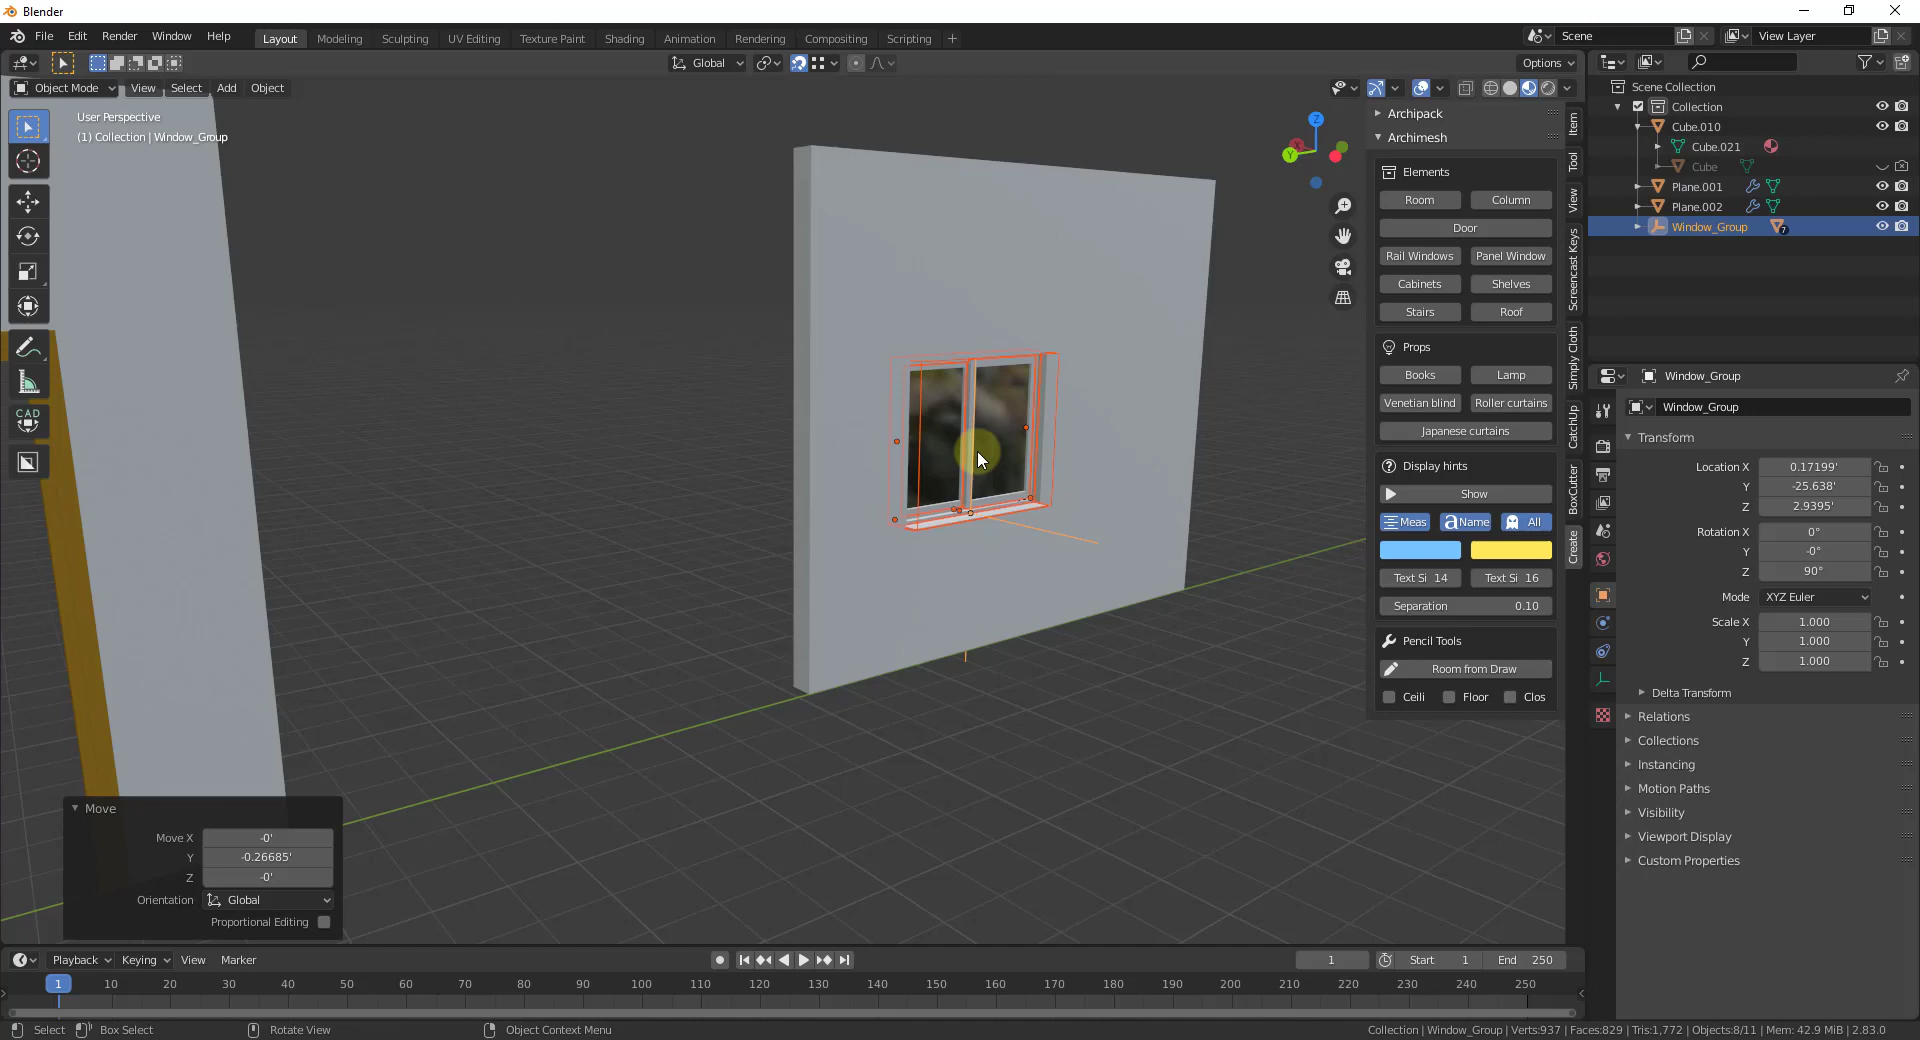 Blender
File Edit Render Window Help
Layout Modeling Sculpting UV Editing Texture Paint Shading Animation Rendering Compositing Scripting +
Scene
View Layer
Global
Options
Object Mode View Select Add Object
User Perspective
(1) Collection | Window_Group
CAD
Z
X
Y
Archipack
Archimesh
Elements
Room Column
Door
Rail Windows Panel Window
Cabinets Shelves
Stairs Roof
Props
Books Lamp
Venetian blind Roller curtains
Japanese curtains
Display hints
Show
Meas Name All
Text Si 14 Text Si 16
Separation 0.10
Pencil Tools
Room from Draw
Ceili Floor Clos
Item
Tool
View
Screencast Keys
Simply Cloth
CatchUp
BoxCutter
Create
Scene Collection
Collection
Cube.010
Cube.021
Cube
Plane.001
Plane.002
Window_Group 7
Window_Group
Window_Group
Transform
Location X 0.17199'
Y -25.638'
Z 2.9395'
Rotation X 0°
Y -0°
Z 90°
Mode XYZ Euler
Scale X 1.000
Y 1.000
Z 1.000
Delta Transform
Relations
Collections
Instancing
Motion Paths
Visibility
Viewport Display
Custom Properties
Move
Move X -0'
Y -0.26685'
Z -0'
Orientation Global
Proportional Editing
Playback Keying View Marker
1 Start 1 End 250
1 10 20 30 40 50 60 70 80 90 100 110 120 130 140 150 160 170 180 190 200 210 220 230 240 250
Select Box Select Rotate View Object Context Menu
Collection | Window_Group | Verts:937 | Faces:829 | Tris:1,772 | Objects:8/11 | Mem: 42.9 MiB | 2.83.0